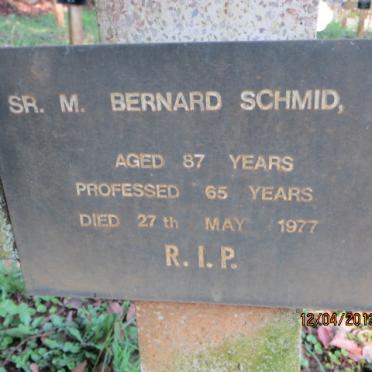 SR. M. BERNARD SCHMID,
AGED 87 YEARS
PROFESSED 65 YEARS
DIED 27th MAY 1977
R.I.P.